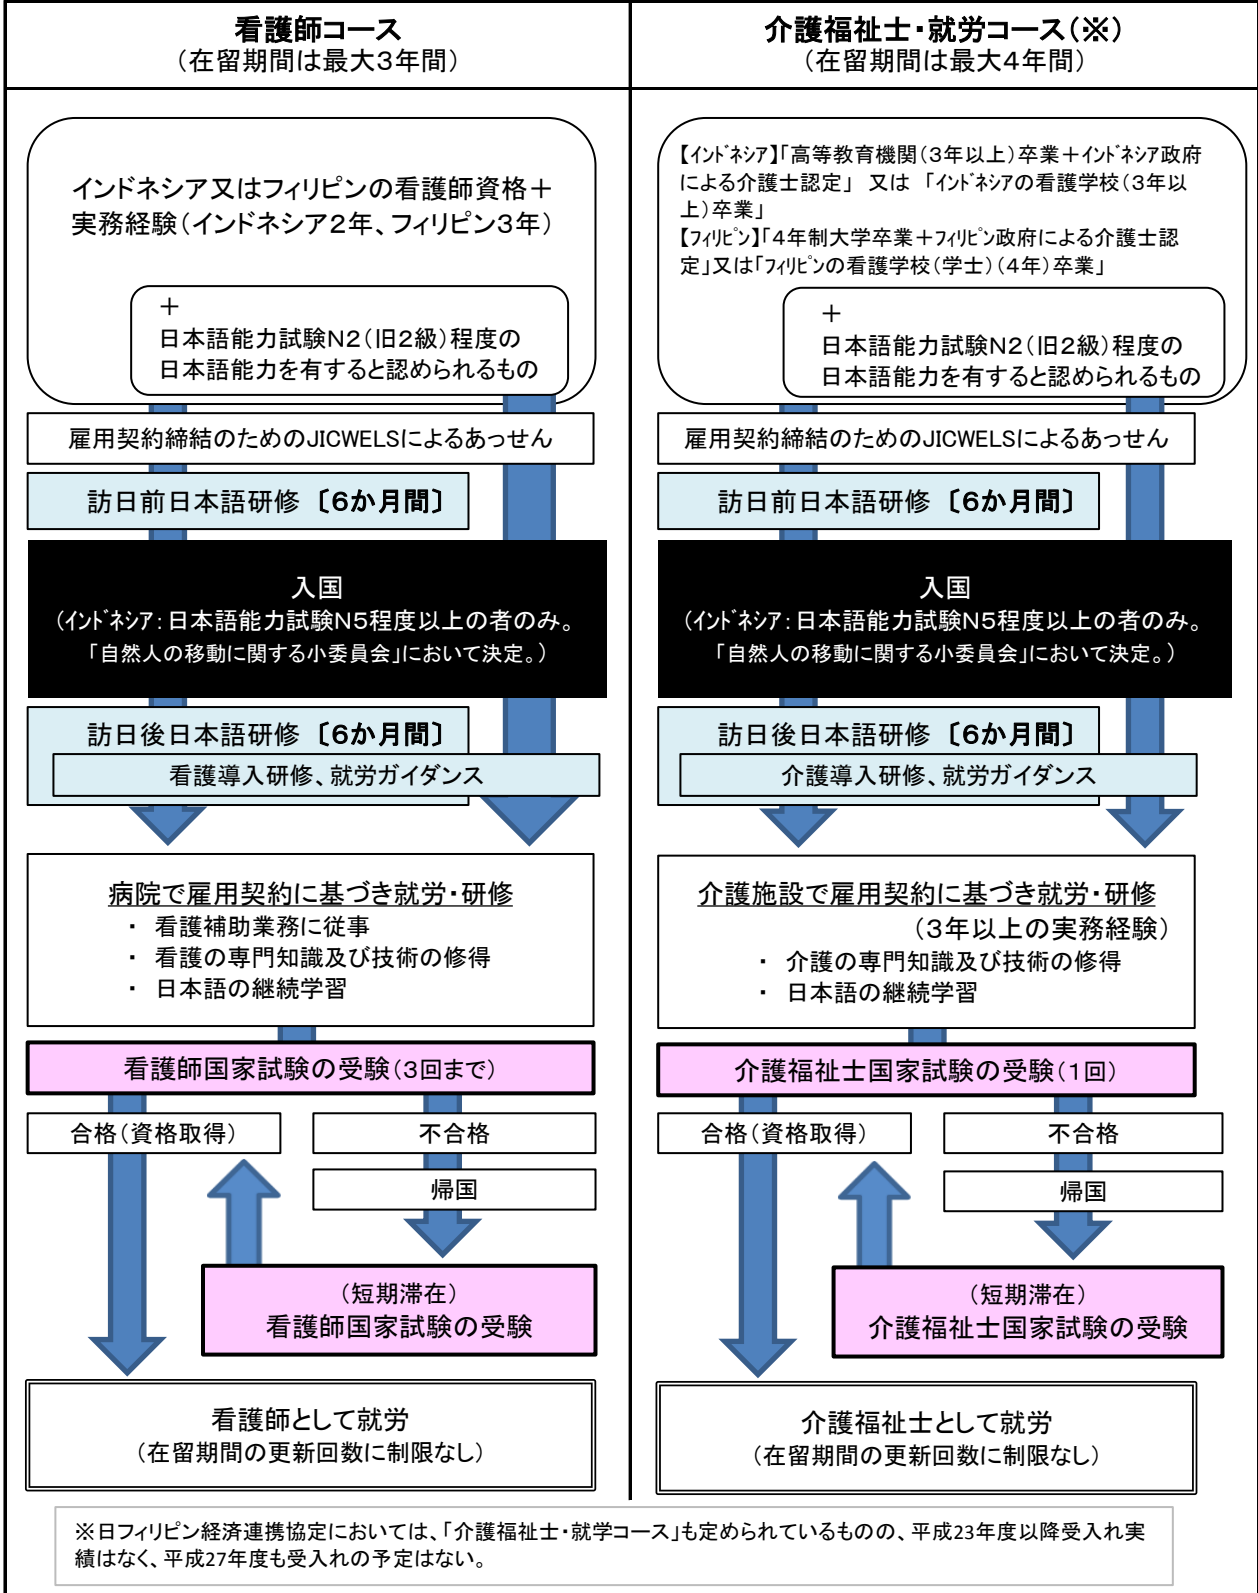 看護師コース
（在留期間は最大3年間）
インドネシア又はフィリピンの看護師資格＋
実務経験（インドネシア2年、フィリピン3年）
＋
日本語能力試験N2（旧2級）程度の
日本語能力を有すると認められるもの
雇用契約締結のためのJICWELSによるあっせん
訪日前日本語研修 〔6か月間〕
入国
（ｲﾝﾄﾞﾈｼｱ：日本語能力試験N5程度以上の者のみ。
「自然人の移動に関する小委員会」において決定。）
訪日後日本語研修 〔6か月間〕
看護導入研修、就労ガイダンス
病院で雇用契約に基づき就労・研修
・ 看護補助業務に従事
・ 看護の専門知識及び技術の修得
・ 日本語の継続学習
看護師国家試験の受験（3回まで）
合格（資格取得）
不合格
帰国
（短期滞在）
看護師国家試験の受験
看護師として就労
（在留期間の更新回数に制限なし）
介護福祉士・就労コース（※）
（在留期間は最大4年間）
【ｲﾝﾄﾞﾈｼｱ】「高等教育機関（3年以上）卒業＋インドネシア政府
による介護士認定」 又は 「ｲﾝﾄﾞﾈｼｱの看護学校（3年以
上）卒業」
【ﾌｨﾘﾋﾟﾝ】「4年制大学卒業＋フィリピン政府による介護士認
定」又は「ﾌｨﾘﾋﾟﾝの看護学校（学士）（4年）卒業」
＋
日本語能力試験N2（旧2級）程度の
日本語能力を有すると認められるもの
雇用契約締結のためのJICWELSによるあっせん
訪日前日本語研修 〔6か月間〕
入国
（ｲﾝﾄﾞﾈｼｱ：日本語能力試験N5程度以上の者のみ。
「自然人の移動に関する小委員会」において決定。）
訪日後日本語研修 〔6か月間〕
介護導入研修、就労ガイダンス
介護施設で雇用契約に基づき就労・研修
（3年以上の実務経験）
・ 介護の専門知識及び技術の修得
・ 日本語の継続学習
介護福祉士国家試験の受験（1回）
合格（資格取得）
不合格
帰国
（短期滞在）
介護福祉士国家試験の受験
介護福祉士として就労
（在留期間の更新回数に制限なし）
※日フィリピン経済連携協定においては、「介護福祉士・就学コース」も定められているものの、平成23年度以降受入れ実
績はなく、平成27年度も受入れの予定はない。